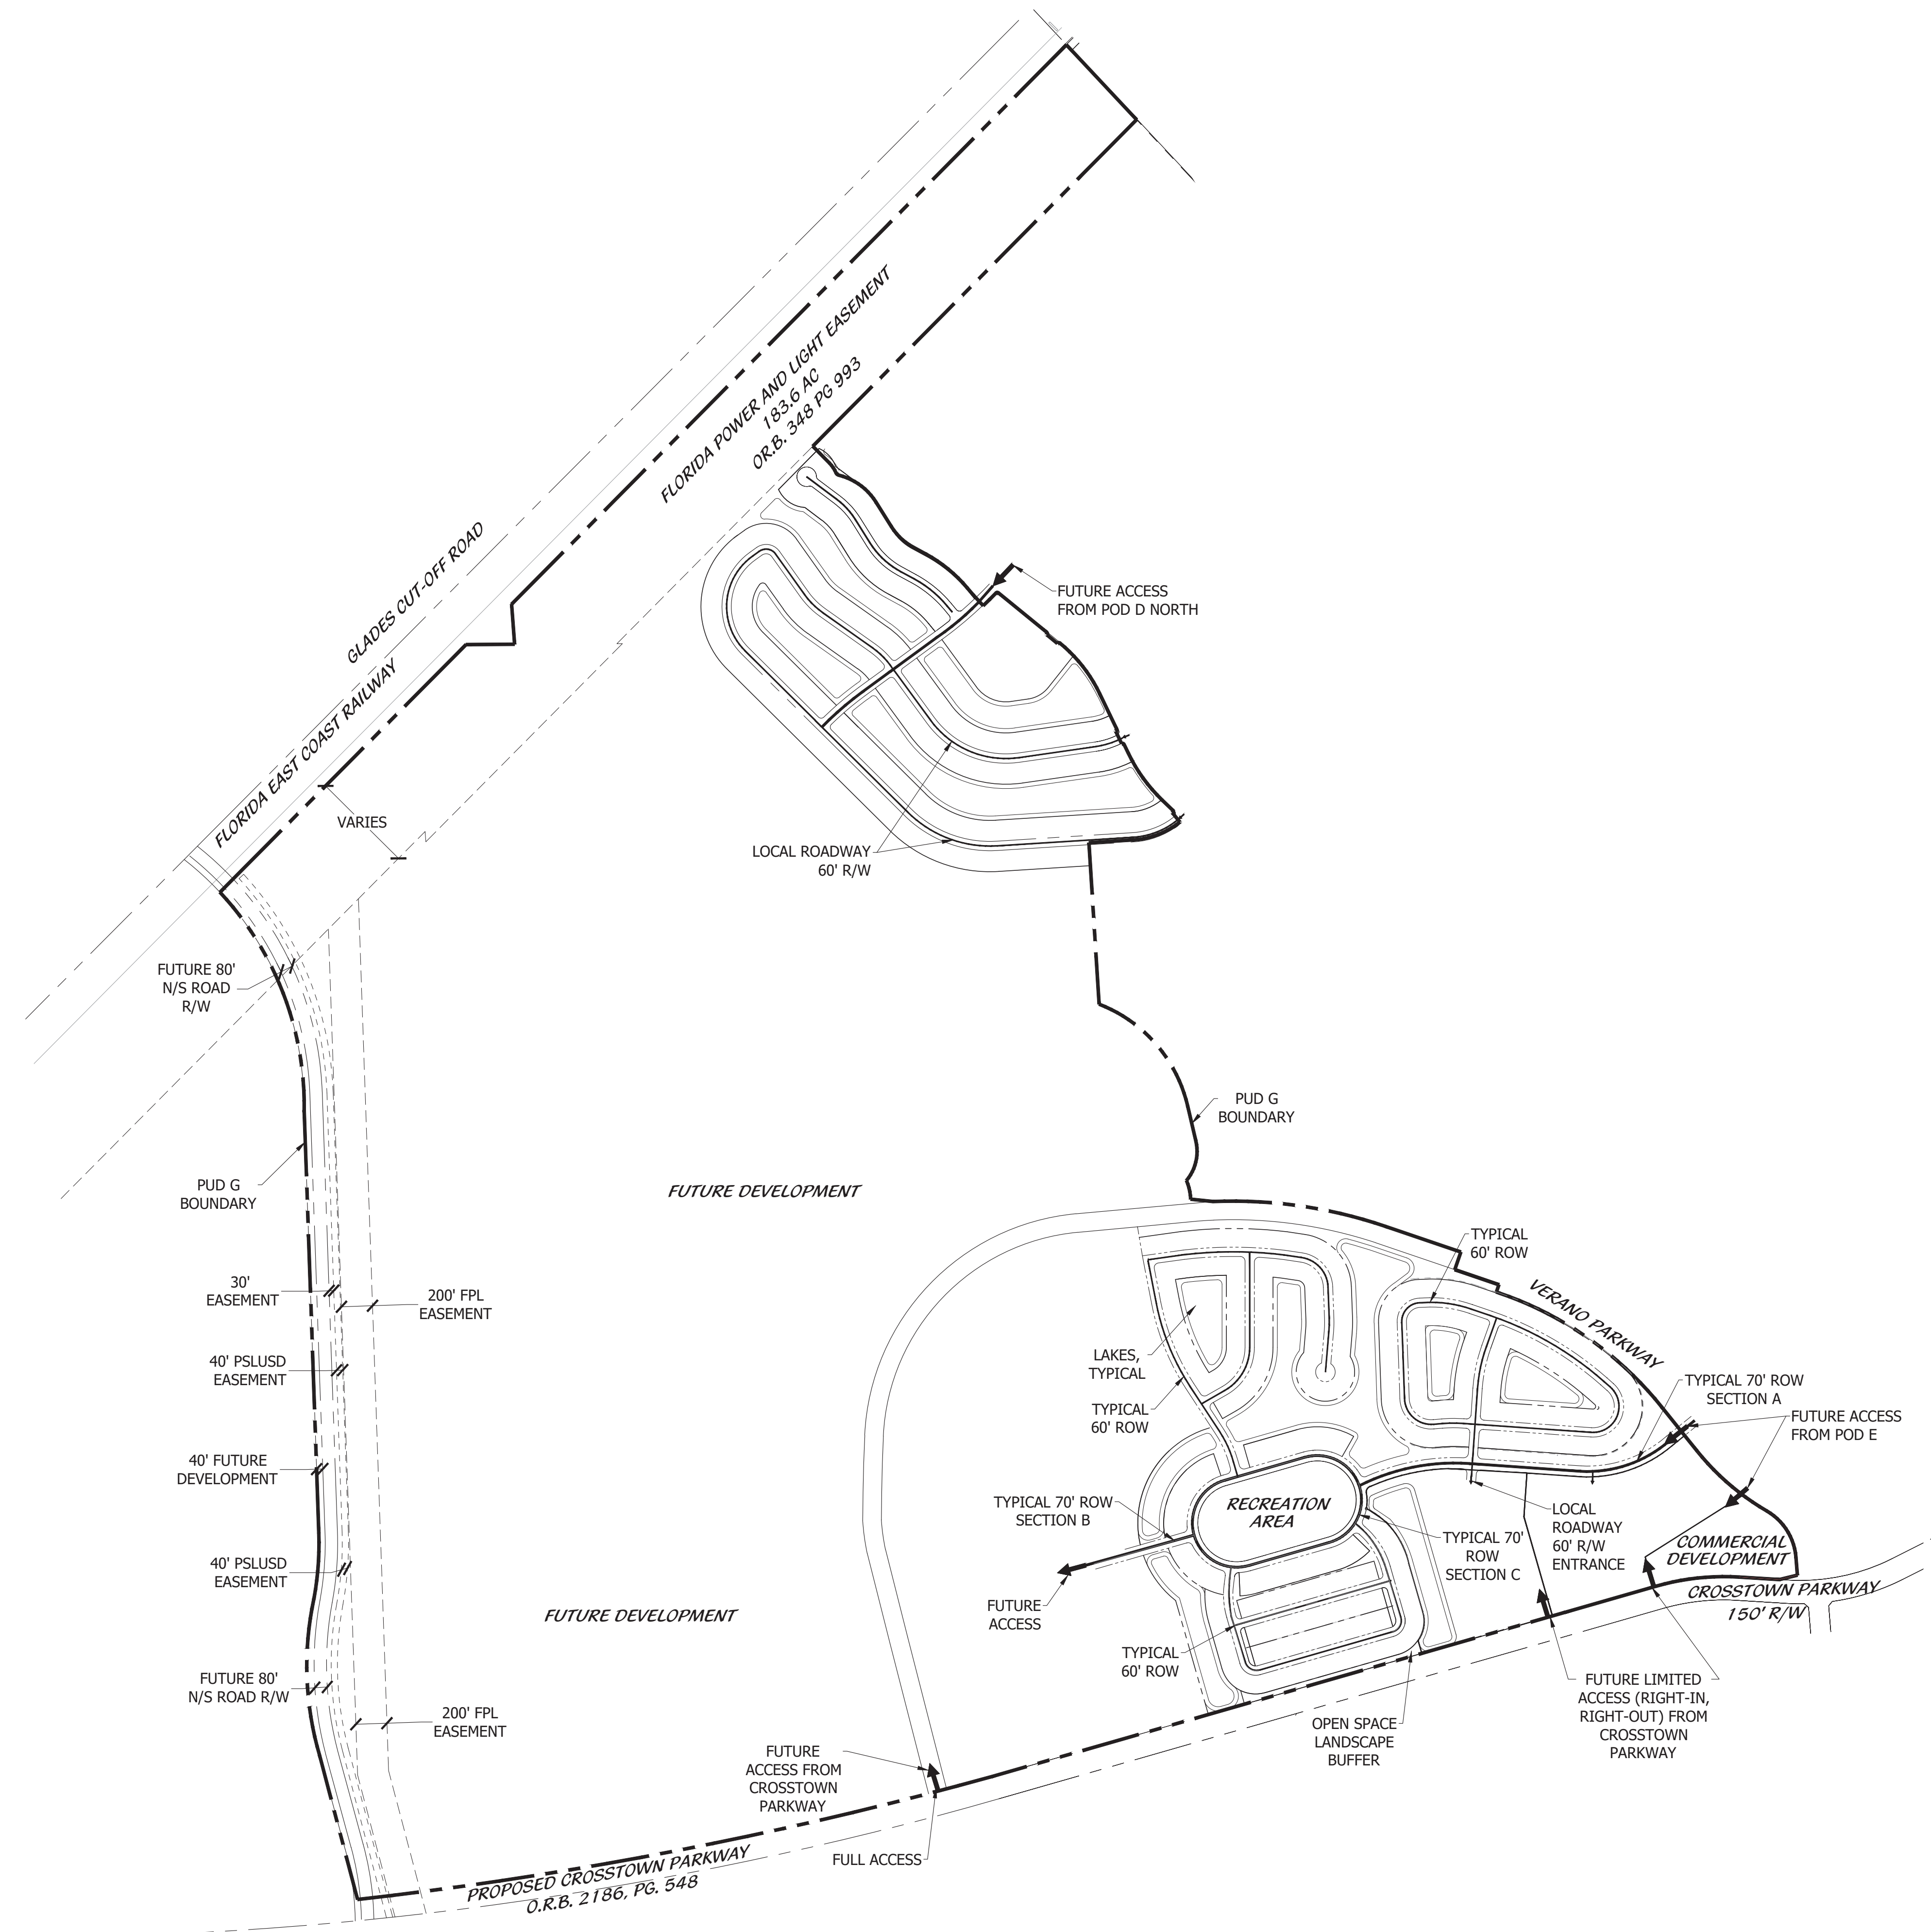 FLORIDA POWER AND LIGHT EASEMENT
183.6 AC
OR.B. 348 PG 993
GLADES CUT-OFF ROAD
FLORIDA EAST COAST RAILWAY
FUTURE ACCESS
FROM POD D NORTH
VARIES
LOCAL ROADWAY
60' R/W
FUTURE 80'
N/S ROAD
R/W
PUD G
BOUNDARY
PUD G
BOUNDARY
FUTURE DEVELOPMENT
TYPICAL
60' ROW
VERANO PARKWAY
30'
EASEMENT
200' FPL
EASEMENT
LAKES,
TYPICAL
40' PSLUSD
EASEMENT
TYPICAL
60' ROW
TYPICAL 70' ROW
SECTION A
FUTURE ACCESS
FROM POD E
40' FUTURE
DEVELOPMENT
TYPICAL 70' ROW
SECTION B
RECREATION
AREA
LOCAL
ROADWAY
60' R/W
ENTRANCE
TYPICAL 70'
ROW
SECTION C
COMMERCIAL
DEVELOPMENT
40' PSLUSD
EASEMENT
CROSSTOWN PARKWAY
150' R/W
FUTURE
ACCESS
FUTURE DEVELOPMENT
TYPICAL
60' ROW
FUTURE 80'
N/S ROAD R/W
FUTURE LIMITED
ACCESS (RIGHT-IN,
RIGHT-OUT) FROM
CROSSTOWN
PARKWAY
200' FPL
EASEMENT
OPEN SPACE
LANDSCAPE
BUFFER
FUTURE
ACCESS FROM
CROSSTOWN
PARKWAY
FULL ACCESS
PROPOSED CROSSTOWN PARKWAY
O.R.B. 2186, PG. 548